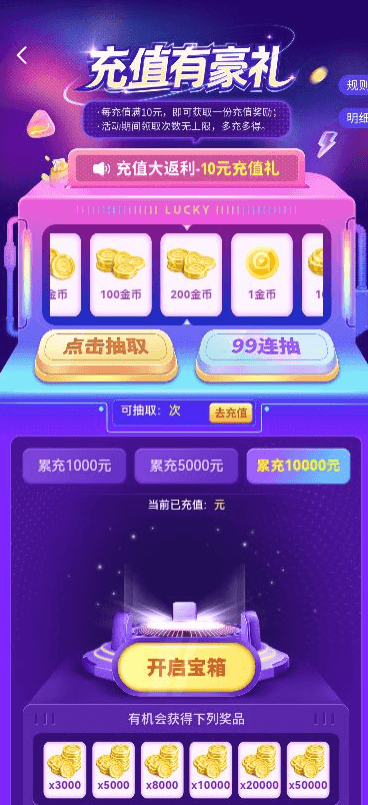 充值有豪礼
规则
· 每充值满10元，即可获取一份充值奖励；
· 活动期间领取次数无上限，多充多得。
明细
充值大返利-10元充值礼
LUCKY
金币
100金币
200金币
1金币
点击抽取
99连抽
可抽取：次
去充值
累充1000元
累充5000元
累充10000元
当前已充值：元
开启宝箱
有机会获得下列奖品
x3000
x5000
x8000
x10000
x20000
x50000